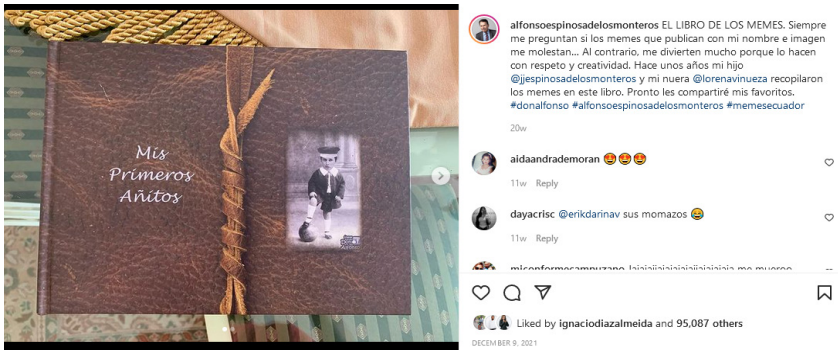 Mis
Primeros
Añitos
alfonsoespinosadelosmonteros EL LIBRO DE LOS MEMES. Siempre
me preguntan si los memes que publican con mi nombre e imagen
me molestan... Al contrario, me divierten mucho porque lo hacen
con respeto y creatividad. Hace unos años mi hijo
@jjespinosadelosmonteros y mi nuera @lorenavinueza recopilaron
los memes en este libro. Pronto les compartiré mis favoritos.
#donalfonso #alfonsoespinosadelosmonteros #memesecuador
20w
aidaandrademoran 🤩🤩🤩
11w Reply
dayacrisc @erikdarinav sus momazos 😂
11w Reply
me muero
Liked by ignaciodiazalmeida and 95,087 others
DECEMBER 9, 2021